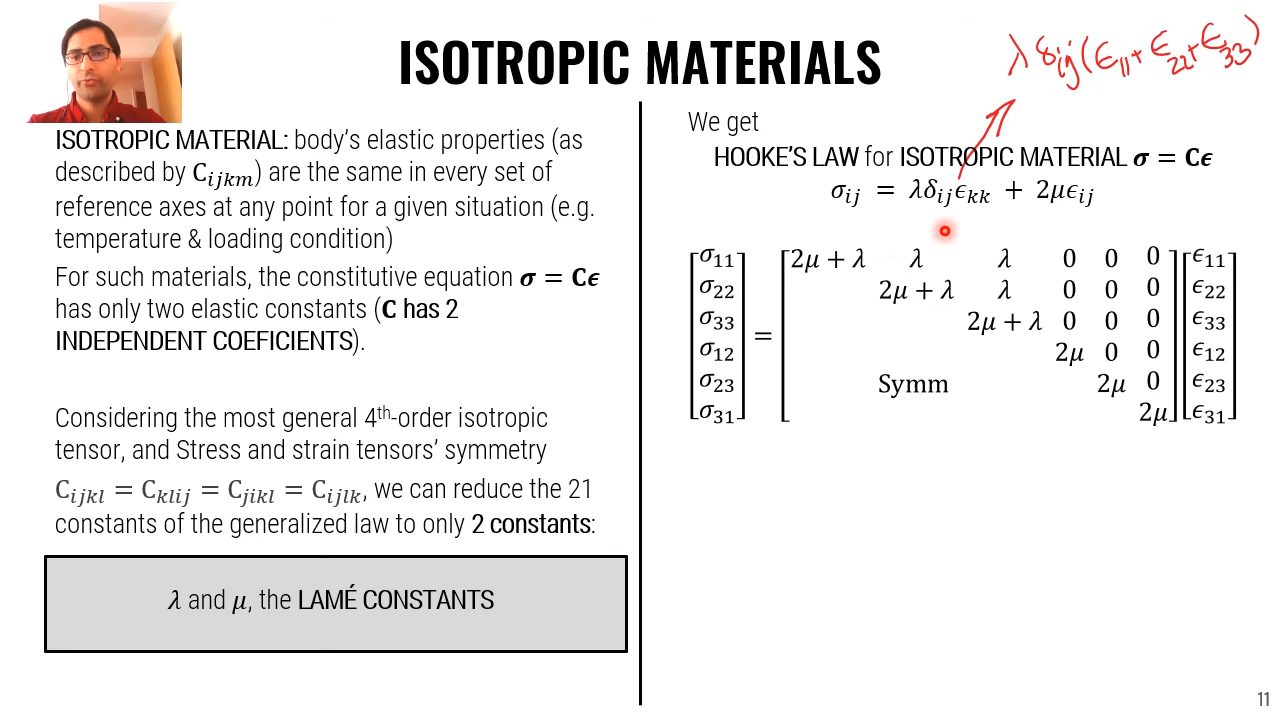 ISOTROPIC MATERIALS
λ δij (ϵ11 + ϵ22 + ϵ33)
ISOTROPIC MATERIAL: body's elastic properties (as
described by Cijkm) are the same in every set of
reference axes at any point for a given situation (e.g.
temperature & loading condition)
For such materials, the constitutive equation σ = Cϵ
has only two elastic constants (C has 2
INDEPENDENT COEFICIENTS).
Considering the most general 4th-order isotropic
tensor, and Stress and strain tensors' symmetry
Cijkl = Cklij = Cjikl = Cijlk, we can reduce the 21
constants of the generalized law to only 2 constants:
λ and μ, the LAMÉ CONSTANTS
We get
HOOKE'S LAW for ISOTROPIC MATERIAL σ = Cϵ
σij = λδijϵkk + 2μϵij
σ11 2μ + λ λ λ 0 0 0 ϵ11
σ22 2μ + λ λ 0 0 0 ϵ22
σ33 2μ + λ 0 0 0 ϵ33
σ12 = 2μ 0 0 ϵ12
σ23 Symm 2μ 0 ϵ23
σ31 2μ ϵ31
11